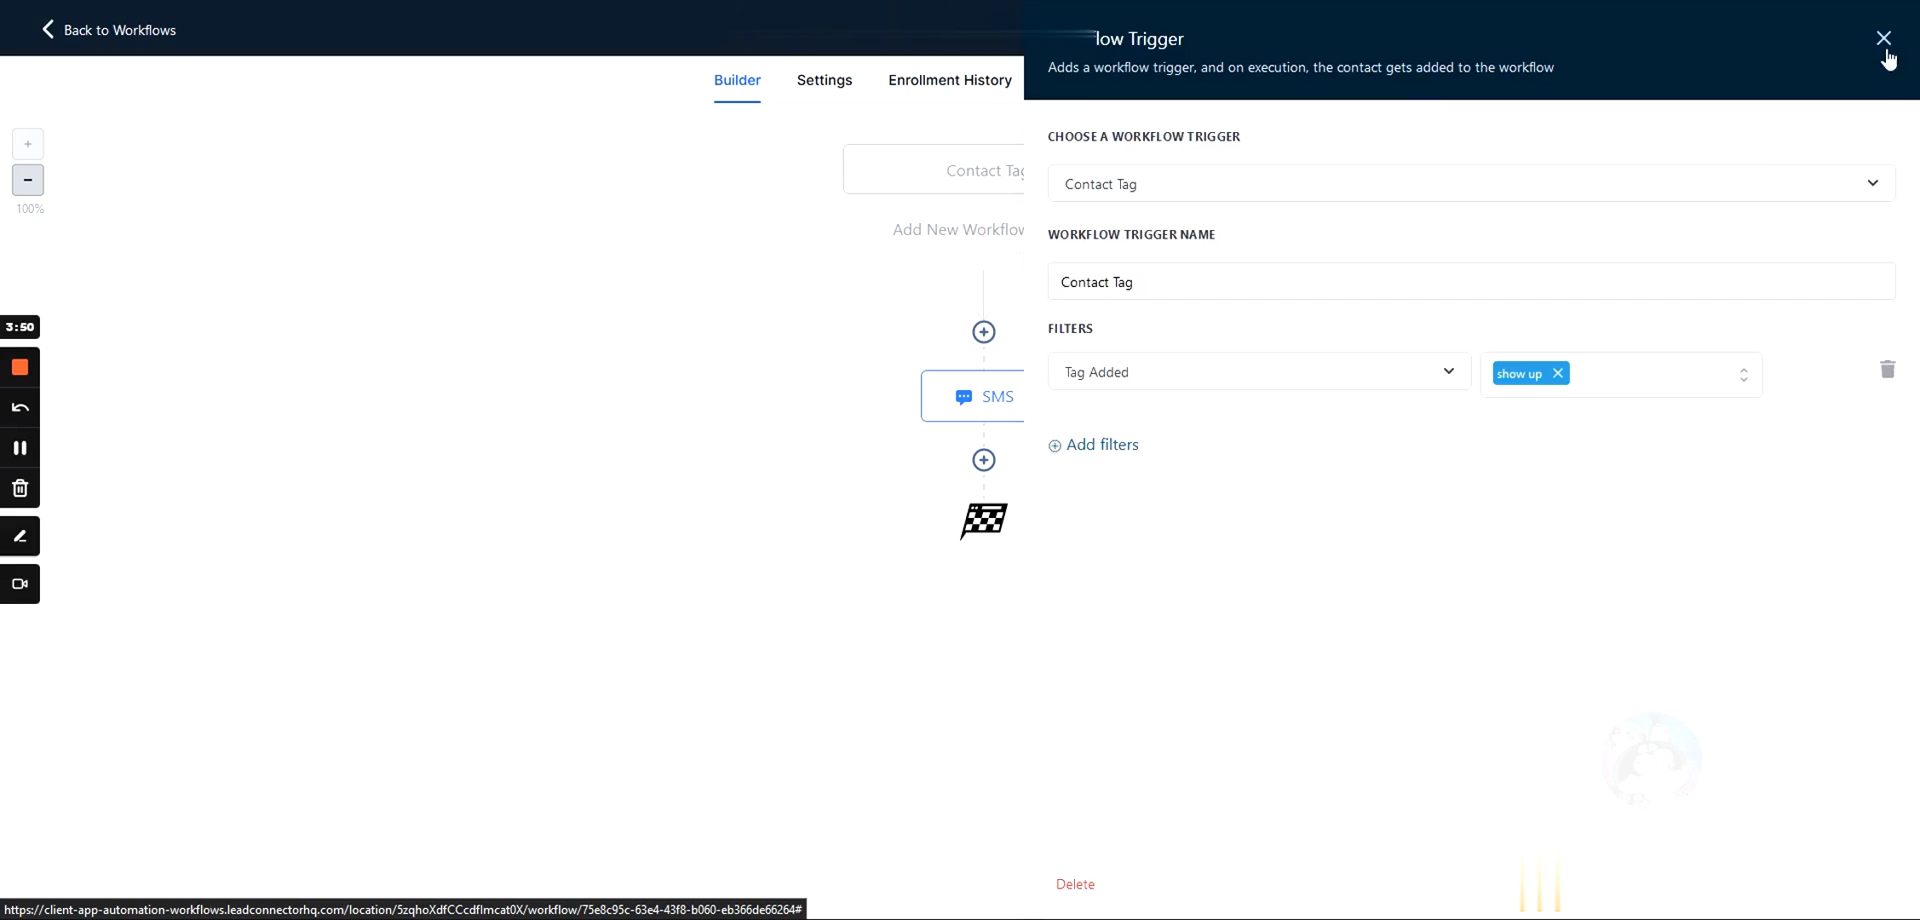 Back to Workflows
low Trigger
Adds a workflow trigger, and on execution, the contact gets added to the workflow
Builder
Settings
Enrollment History
CHOOSE A WORKFLOW TRIGGER
+
Contact Tag
Contact Tag
-
100%
Add New Workflow
WORKFLOW TRIGGER NAME
Contact Tag
3:50
FILTERS
Tag Added
show up
SMS
Add filters
Delete
https://client-app-automation-workflows.leadconnectorhq.com/location/5zqhoXdfCCcdflmcat0X/workflow/75e8c95c-63e4-43f8-b060-eb366de66264#